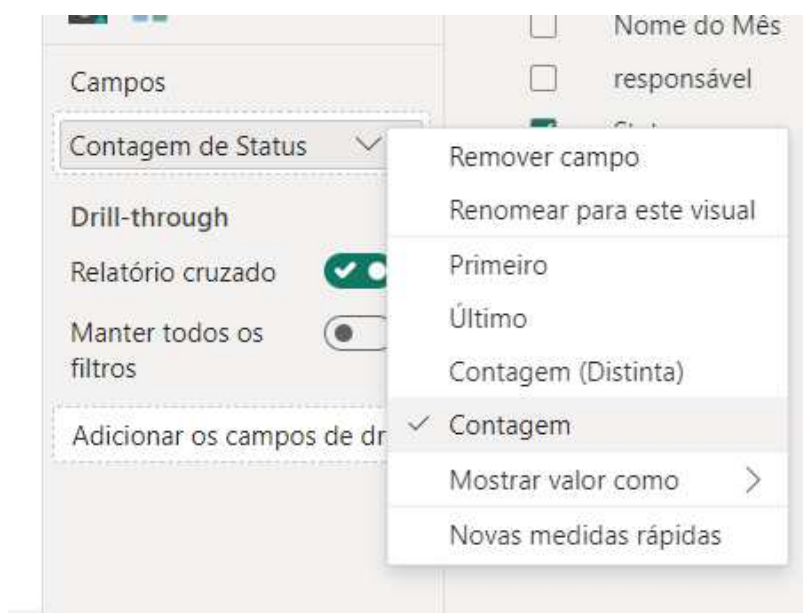 Nome do Mês
Campos
responsável
Contagem de Status
Remover campo
Renomear para este visual
Drill-through
Relatório cruzado
Primeiro
Último
Manter todos os
filtros
Contagem (Distinta)
Adicionar os campos de dr
Contagem
Mostrar valor como
Novas medidas rápidas